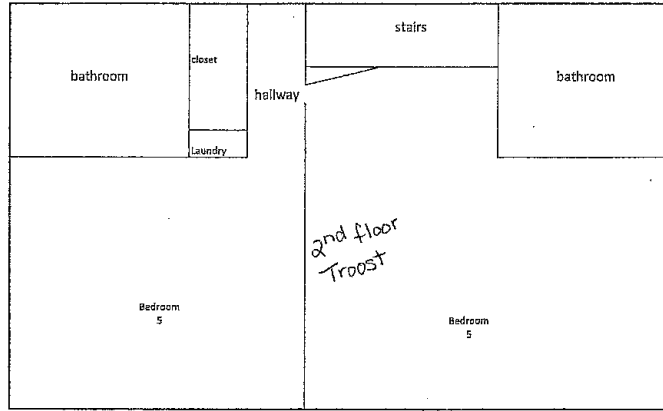 stairs
bathroom
closet
bathroom
hallway
Laundry
2nd floor
Troost
Bedroom
5
Bedroom
5